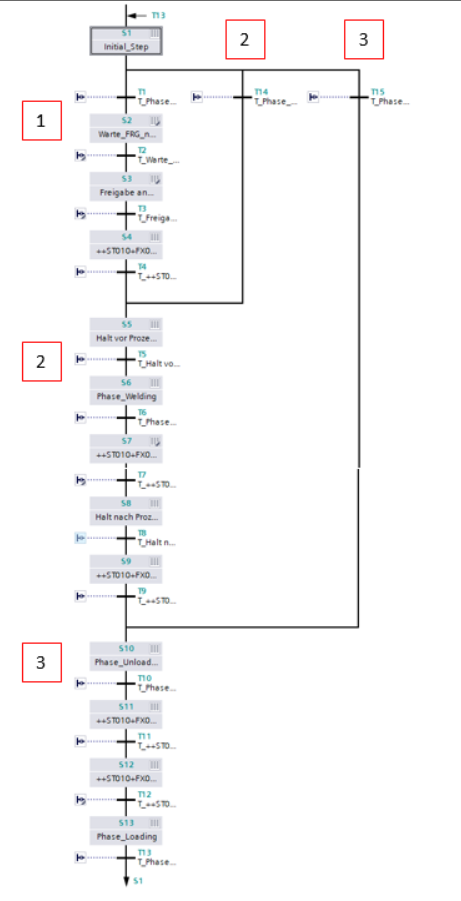 T13
S1
Initial_Step
2
3
T1
T_Phase...
T14
T_Phase_...
T15
T_Phase...
1
S2
Warte_FRG_n...
T2
T_Warte_...
S3
Freigabe an...
T3
T_Freiga...
S4
++ST010+FX0...
T4
T_++ST0...
S5
Halt vor Proze...
2
T5
T_Halt vo...
S6
Phase_Welding
T6
T_Phase...
S7
++ST010+FX0...
T7
T_++ST0...
S8
Halt nach Proz...
T8
T_Halt n...
S9
++ST010+FX0...
T9
T_++ST0...
3
S10
Phase_Unload...
T10
T_Phase...
S11
++ST010+FX0...
T11
T_++ST0...
S12
++ST010+FX0...
T12
T_++ST0...
S13
Phase_Loading
T13
T_Phase...
S1